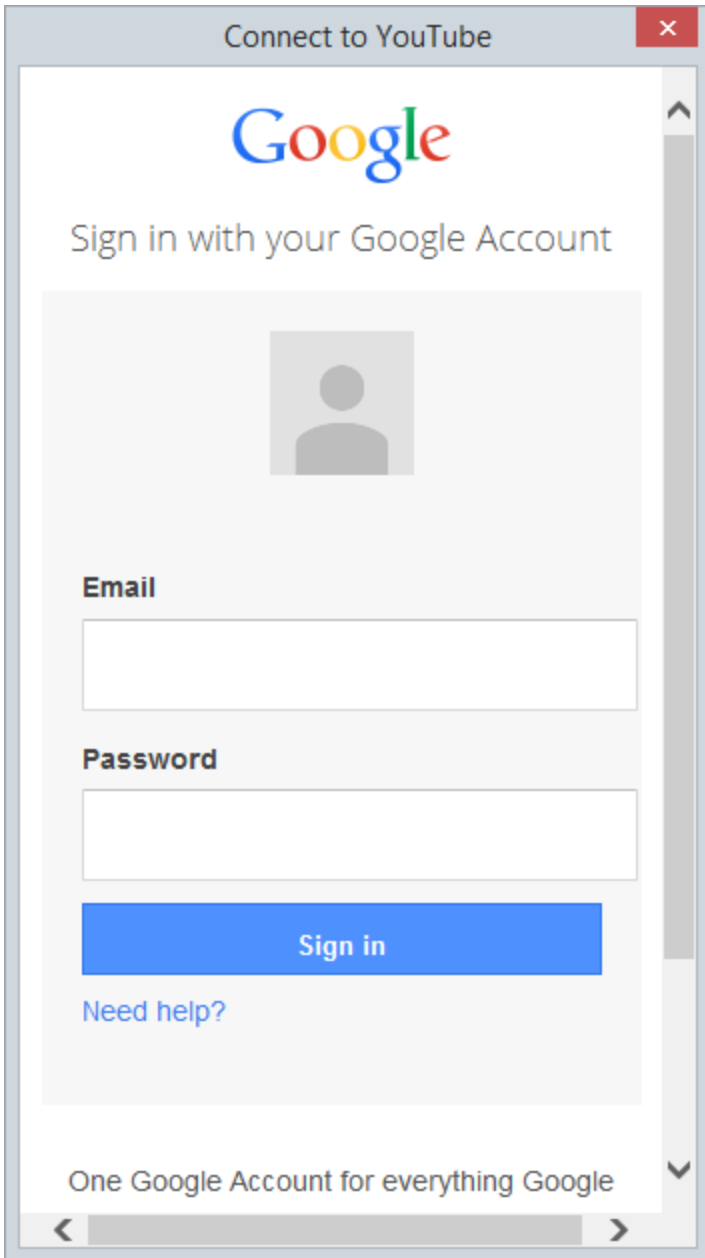 Connect to YouTube
Google
Sign in with your Google Account
Email
Password
Sign in
Need help?
One Google Account for everything Google